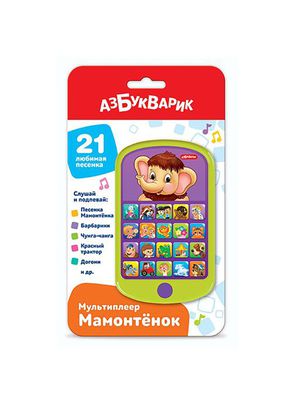 АЗБУКВАРИК
21
любимая
песенка
Слушай
и подпевай:
Песенка
Мамонтёнка
Барбарики
Чунга-чанга
Красный
трактор
Догони
и др.
Мультиплеер
Мамонтёнок